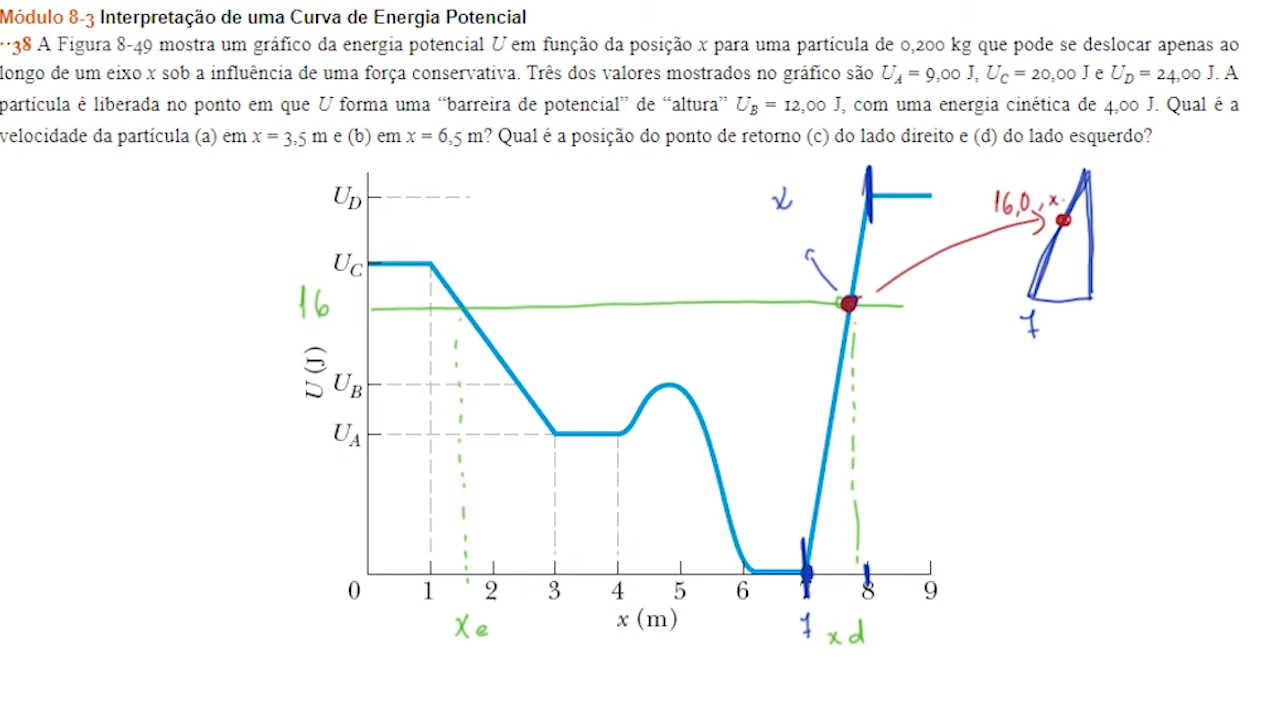 Módulo 8-3 Interpretação de uma Curva de Energia Potencial
··38 A Figura 8-49 mostra um gráfico da energia potencial U em função da posição x para uma partícula de 0,200 kg que pode se deslocar apenas ao
longo de um eixo x sob a influência de uma força conservativa. Três dos valores mostrados no gráfico são U_A = 9,00 J, U_C = 20,00 J e U_D = 24,00 J. A
partícula é liberada no ponto em que U forma uma “barreira de potencial” de “altura” U_B = 12,00 J, com uma energia cinética de 4,00 J. Qual é a
velocidade da partícula (a) em x = 3,5 m e (b) em x = 6,5 m? Qual é a posição do ponto de retorno (c) do lado direito e (d) do lado esquerdo?
U_D
16,0, x
U_C
16
7
U (J)
U_B
U_A
0 1 2 3 4 5 6 8 9
x (m)
xe
7
xd